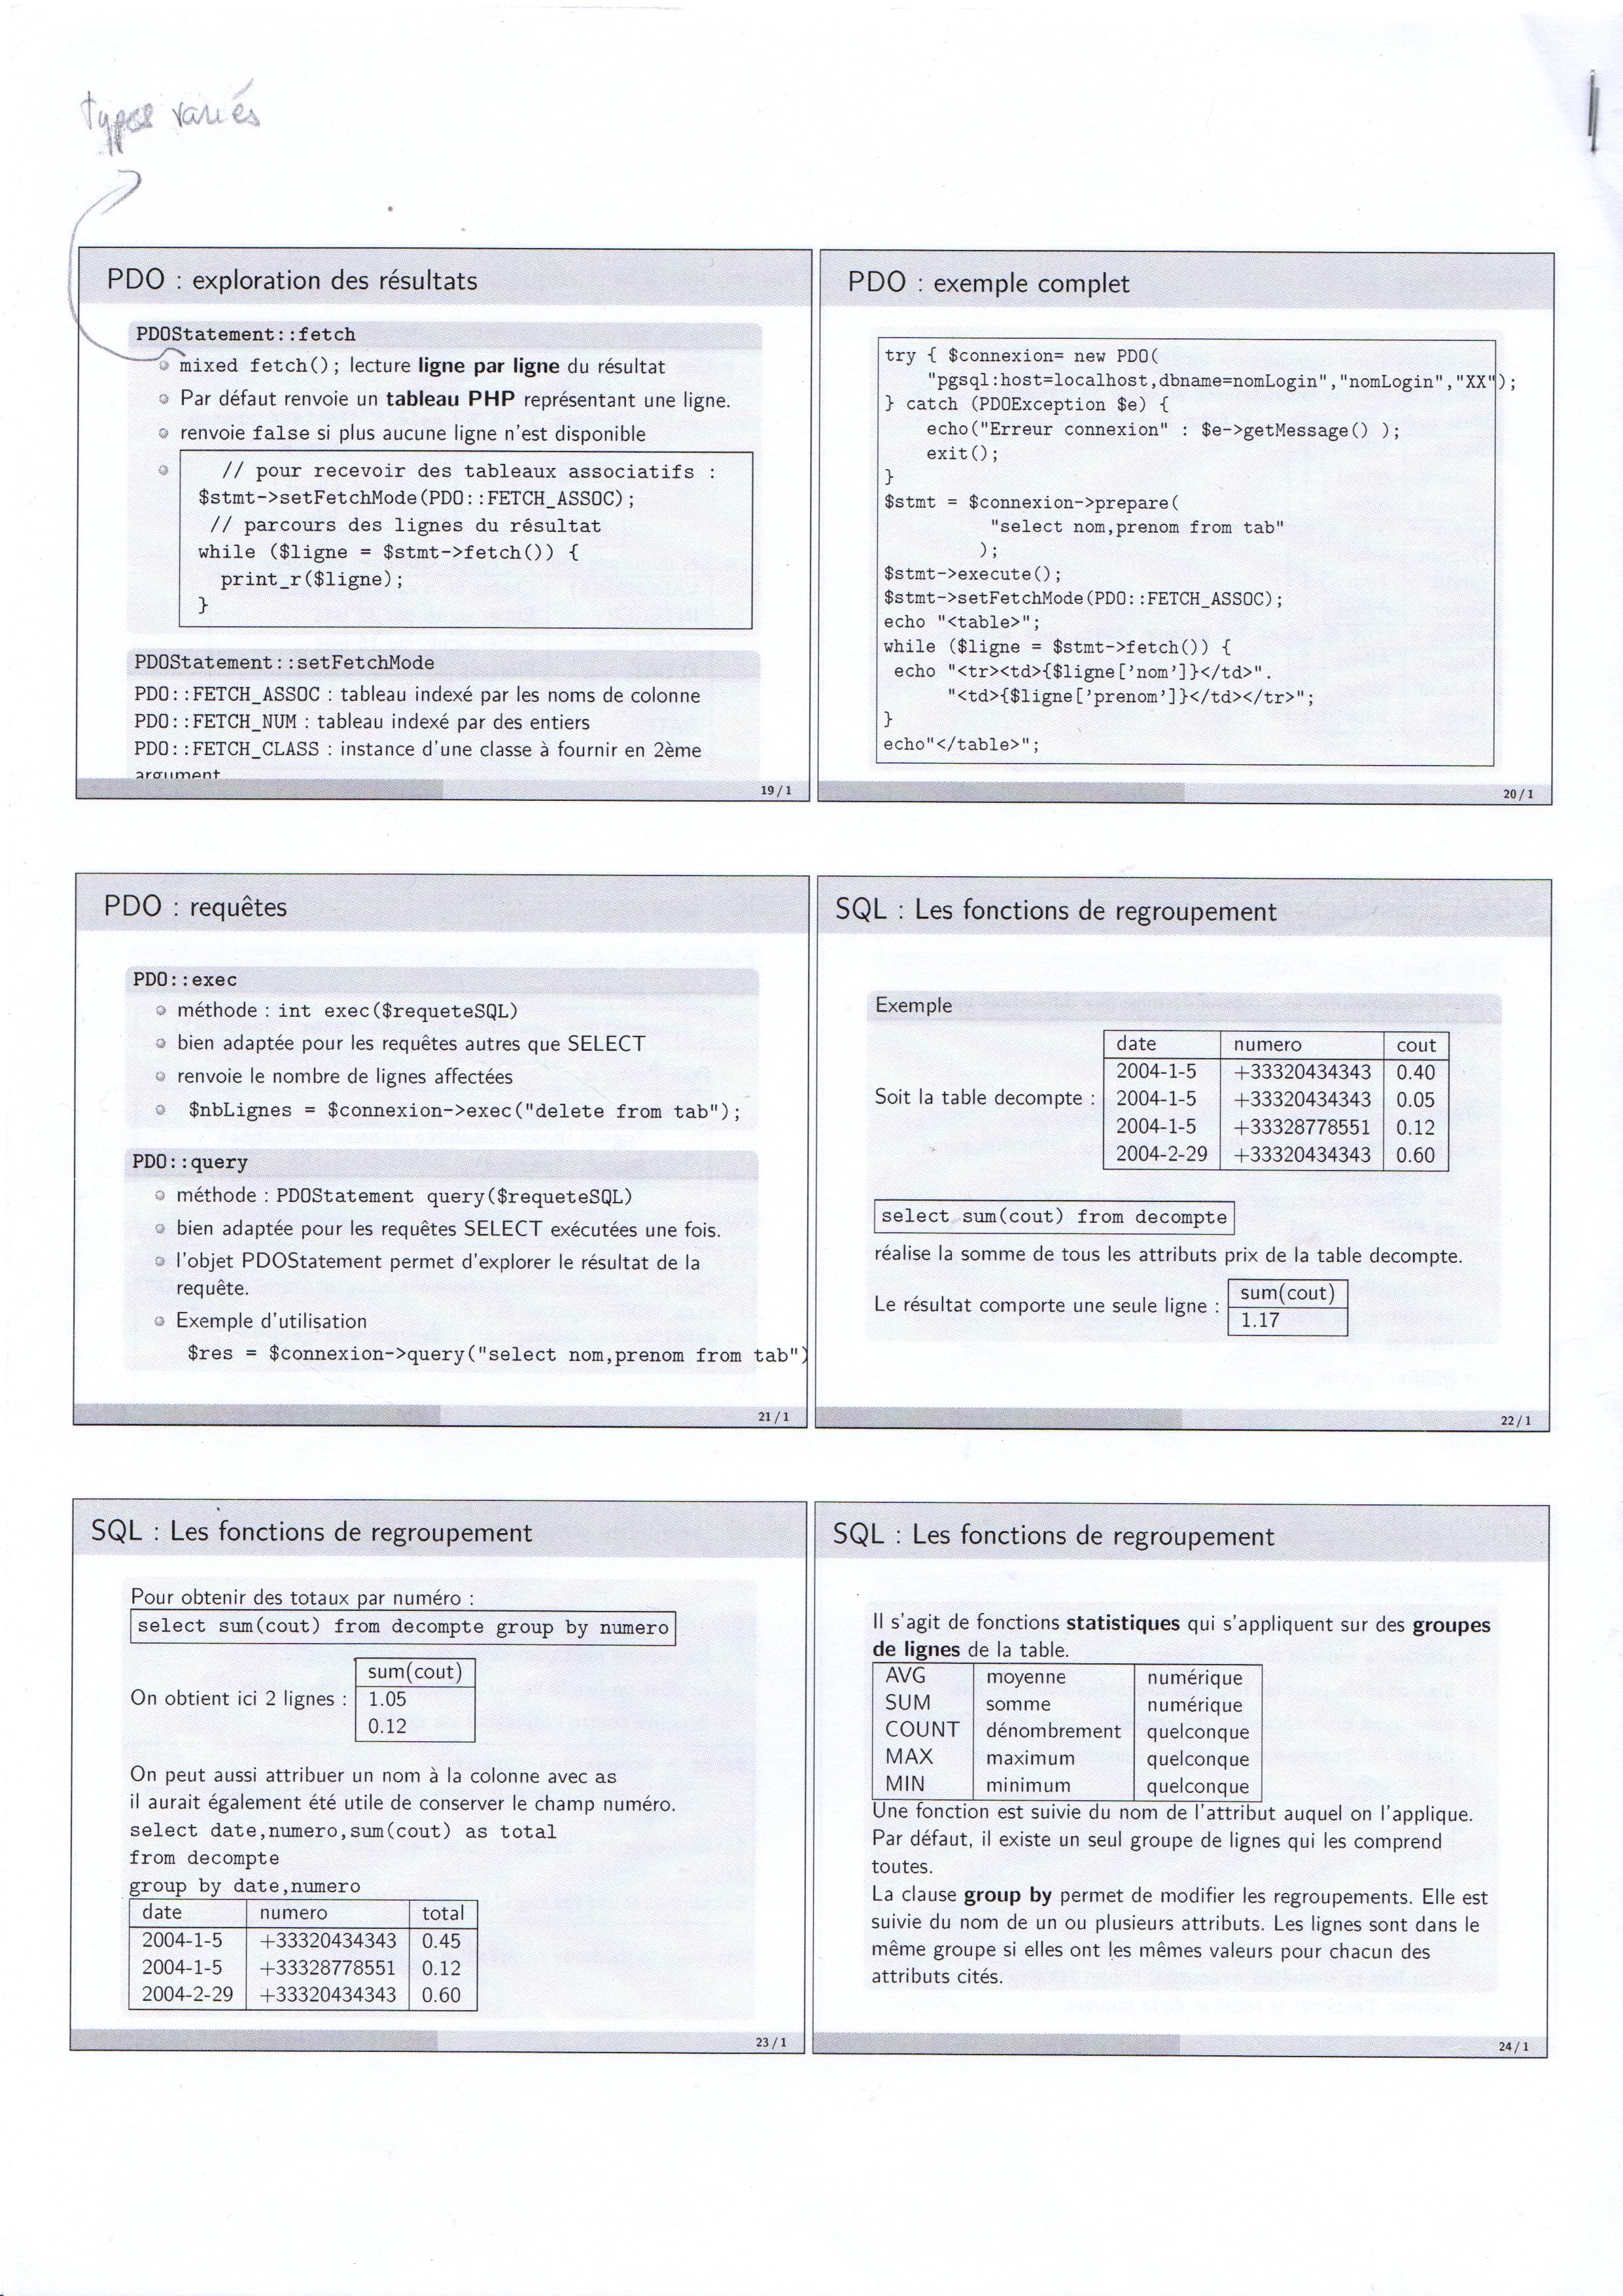 types variés
PDO : exploration des résultats
PDOStatement::fetch
mixed fetch(); lecture ligne par ligne du résultat
Par défaut renvoie un tableau PHP représentant une ligne.
renvoie false si plus aucune ligne n'est disponible
// pour recevoir des tableaux associatifs :
$stmt->setFetchMode(PDO::FETCH_ASSOC);
// parcours des lignes du résultat
while ($ligne = $stmt->fetch()) {
print_r($ligne);
}
PDOStatement::setFetchMode
PDO::FETCH_ASSOC : tableau indexé par les noms de colonne
PDO::FETCH_NUM : tableau indexé par des entiers
PDO::FETCH_CLASS : instance d'une classe à fournir en 2ème
argument
19/1
PDO : exemple complet
try { $connexion= new PDO(
"pgsql:host=localhost,dbname=nomLogin","nomLogin","XX");
} catch (PDOException $e) {
echo("Erreur connexion" : $e->getMessage() );
exit();
}
$stmt = $connexion->prepare(
"select nom,prenom from tab"
);
$stmt->execute();
$stmt->setFetchMode(PDO::FETCH_ASSOC);
echo "<table>";
while ($ligne = $stmt->fetch()) {
echo "<tr><td>{$ligne['nom']}</td>".
"<td>{$ligne['prenom']}</td></tr>";
}
echo"</table>";
20/1
PDO : requêtes
PDO::exec
méthode : int exec($requeteSQL)
bien adaptée pour les requêtes autres que SELECT
renvoie le nombre de lignes affectées
$nbLignes = $connexion->exec("delete from tab");
PDO::query
méthode : PDOStatement query($requeteSQL)
bien adaptée pour les requêtes SELECT exécutées une fois.
l'objet PDOStatement permet d'explorer le résultat de la
requête.
Exemple d'utilisation
$res = $connexion->query("select nom,prenom from tab")
21/1
SQL : Les fonctions de regroupement
Exemple
Soit la table decompte :
date numero cout
2004-1-5 +33320434343 0.40
2004-1-5 +33320434343 0.05
2004-1-5 +33328778551 0.12
2004-2-29 +33320434343 0.60
select sum(cout) from decompte
réalise la somme de tous les attributs prix de la table decompte.
Le résultat comporte une seule ligne :
sum(cout)
1.17
22/1
SQL : Les fonctions de regroupement
Pour obtenir des totaux par numéro :
select sum(cout) from decompte group by numero
On obtient ici 2 lignes :
sum(cout)
1.05
0.12
On peut aussi attribuer un nom à la colonne avec as
il aurait également été utile de conserver le champ numéro.
select date,numero,sum(cout) as total
from decompte
group by date,numero
date numero total
2004-1-5 +33320434343 0.45
2004-1-5 +33328778551 0.12
2004-2-29 +33320434343 0.60
23/1
SQL : Les fonctions de regroupement
Il s'agit de fonctions statistiques qui s'appliquent sur des groupes
de lignes de la table.
AVG moyenne numérique
SUM somme numérique
COUNT dénombrement quelconque
MAX maximum quelconque
MIN minimum quelconque
Une fonction est suivie du nom de l'attribut auquel on l'applique.
Par défaut, il existe un seul groupe de lignes qui les comprend
toutes.
La clause group by permet de modifier les regroupements. Elle est
suivie du nom de un ou plusieurs attributs. Les lignes sont dans le
même groupe si elles ont les mêmes valeurs pour chacun des
attributs cités.
24/1